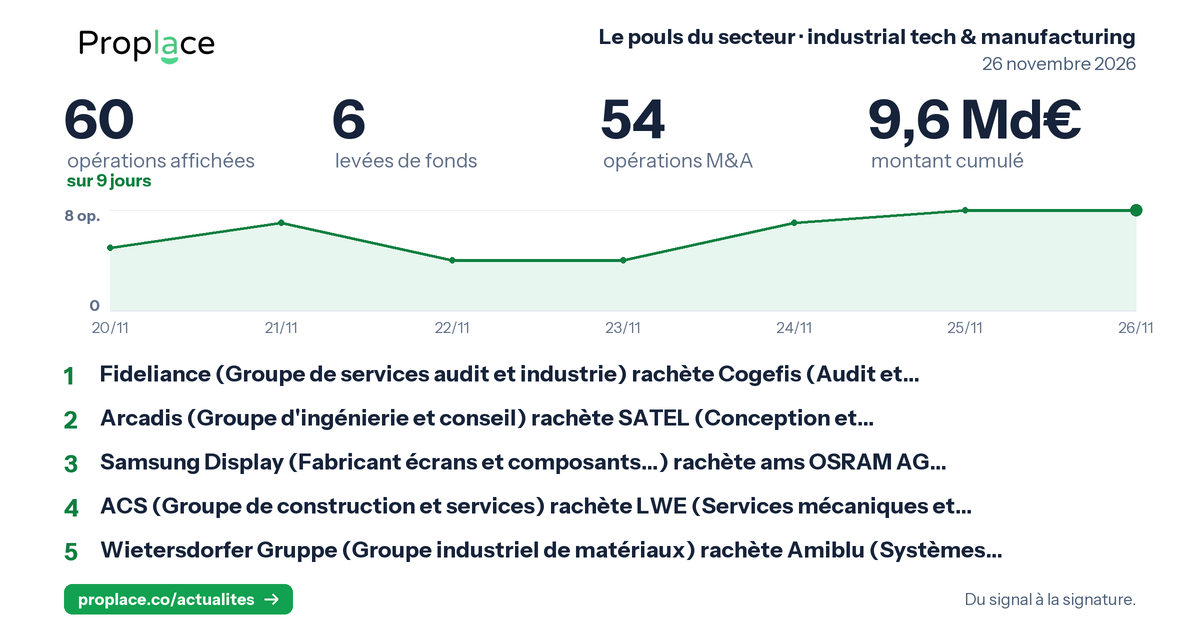 Proplace
Le pouls du secteur · industrial tech & manufacturing
26 novembre 2026
60
opérations affichées
sur 9 jours
6
levées de fonds
54
opérations M&A
9,6 Md€
montant cumulé
8 op.
0
20/11
21/11
22/11
23/11
24/11
25/11
26/11
1 Fideliance (Groupe de services audit et industrie) rachète Cogefis (Audit et...
2 Arcadis (Groupe d'ingénierie et conseil) rachète SATEL (Conception et...
3 Samsung Display (Fabricant écrans et composants...) rachète ams OSRAM AG...
4 ACS (Groupe de construction et services) rachète LWE (Services mécaniques et...
5 Wietersdorfer Gruppe (Groupe industriel de matériaux) rachète Amiblu (Systèmes...
proplace.co/actualites →
Du signal à la signature.